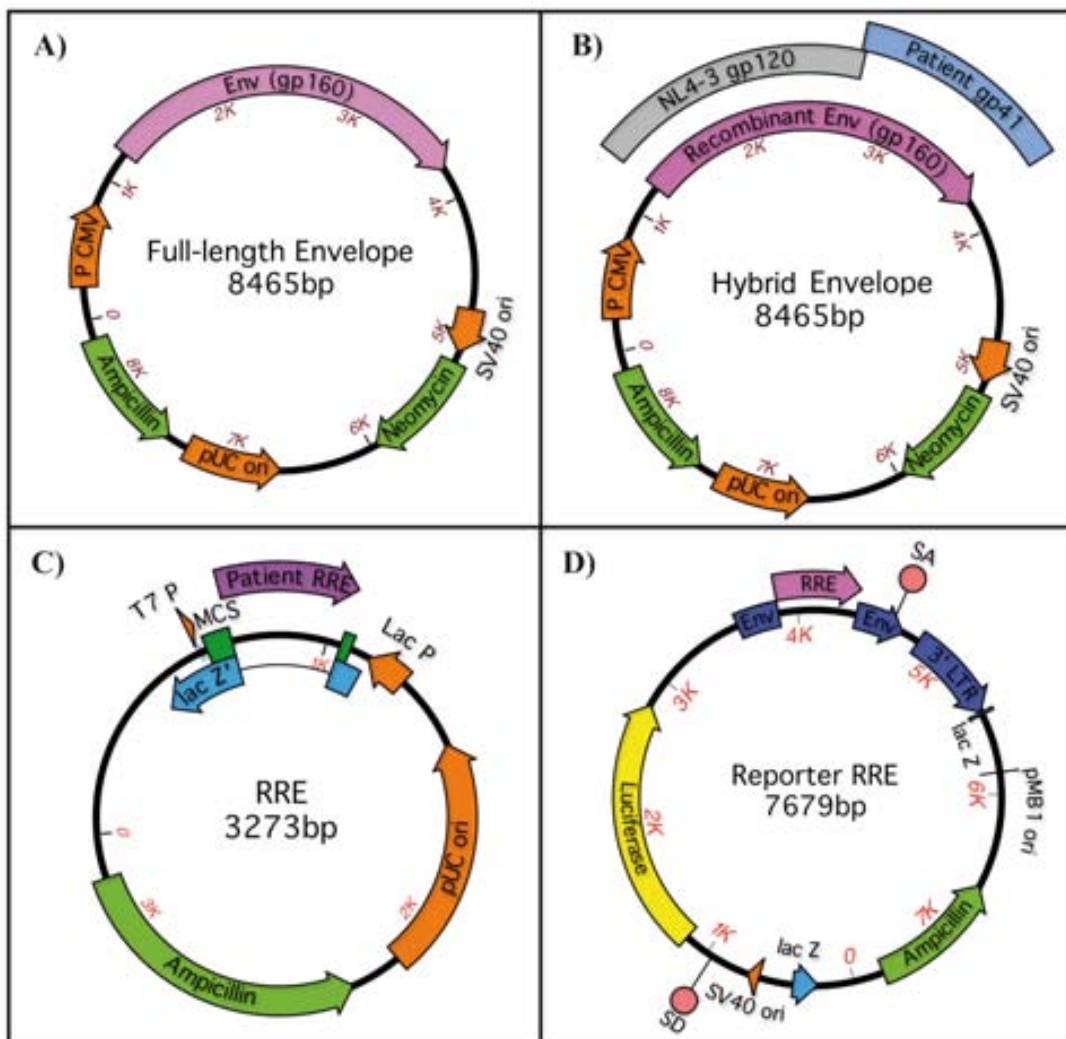 A)
Env (gp160)
1K
2K
3K
4K
5K
6K
7K
8K
0
P CMV
Full-length Envelope
8465bp
SV40 ori
Neomycin
pUC ori
Ampicillin
B)
NL4-3 gp120
Patient gp41
Recombinant Env (gp160)
1K
2K
3K
4K
5K
6K
7K
8K
0
P CMV
Hybrid Envelope
8465bp
SV40 ori
Neomycin
pUC ori
Ampicillin
C)
Patient RRE
T7 P
MCS
lac Z'
1K
Lac P
RRE
3273bp
0
pUC ori
2K
3K
Ampicillin
D)
SA
RRE
Env
Env
4K
3' LTR
5K
3K
lac Z
pMB1 ori
6K
Reporter RRE
7679bp
Luciferase
2K
1K
7K
Ampicillin
lac Z
0
SV40 ori
SD